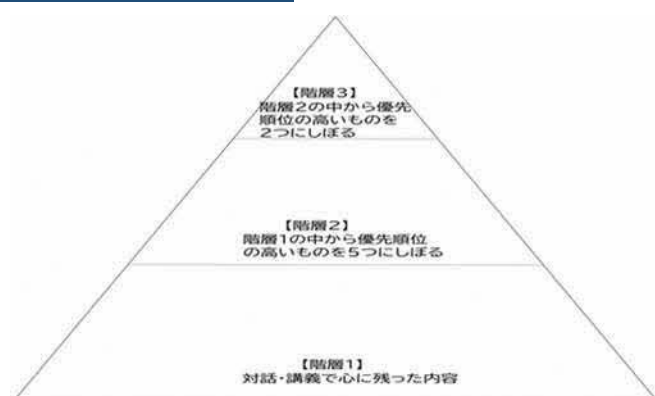 【階層3】
階層2の中から優先
順位の高いものを
2つにしぼる
【階層2】
階層1の中から優先順位
の高いものを5つにしぼる
【階層1】
対話・講義で心に残った内容